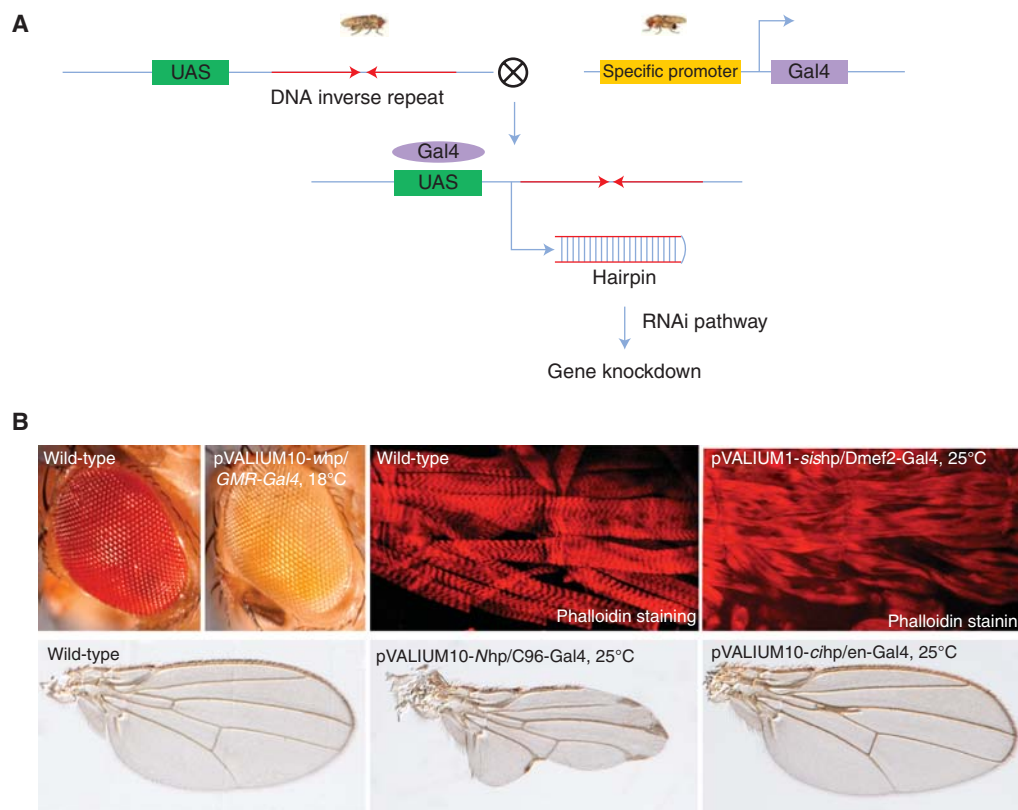 A
UAS
DNA inverse repeat
Specific promoter
Gal4
Gal4
UAS
Hairpin
RNAi pathway
Gene knockdown
B
Wild-type
pVALIUM10-whp/
GMR-Gal4, 18°C
Wild-type
Phalloidin staining
pVALIUM1-sishp/Dmef2-Gal4, 25°C
Phalloidin stainin
Wild-type
pVALIUM10-Nhp/C96-Gal4, 25°C
pVALIUM10-cihp/en-Gal4, 25°C